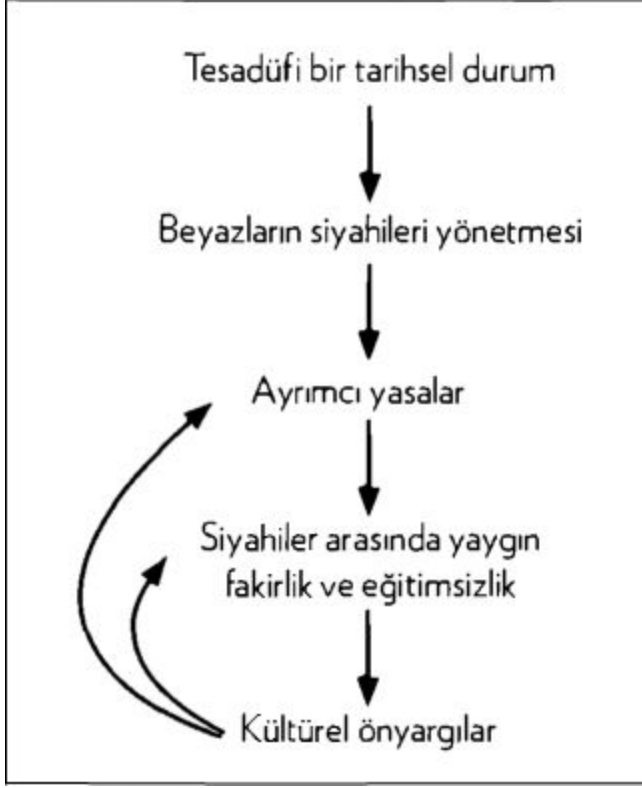 Tesadüfi bir tarihsel durum
Beyazların siyahileri yönetmesi
Ayrımcı yasalar
Siyahiler arasında yaygın
fakirlik ve eğitimsizlik
Kültürel önyargılar